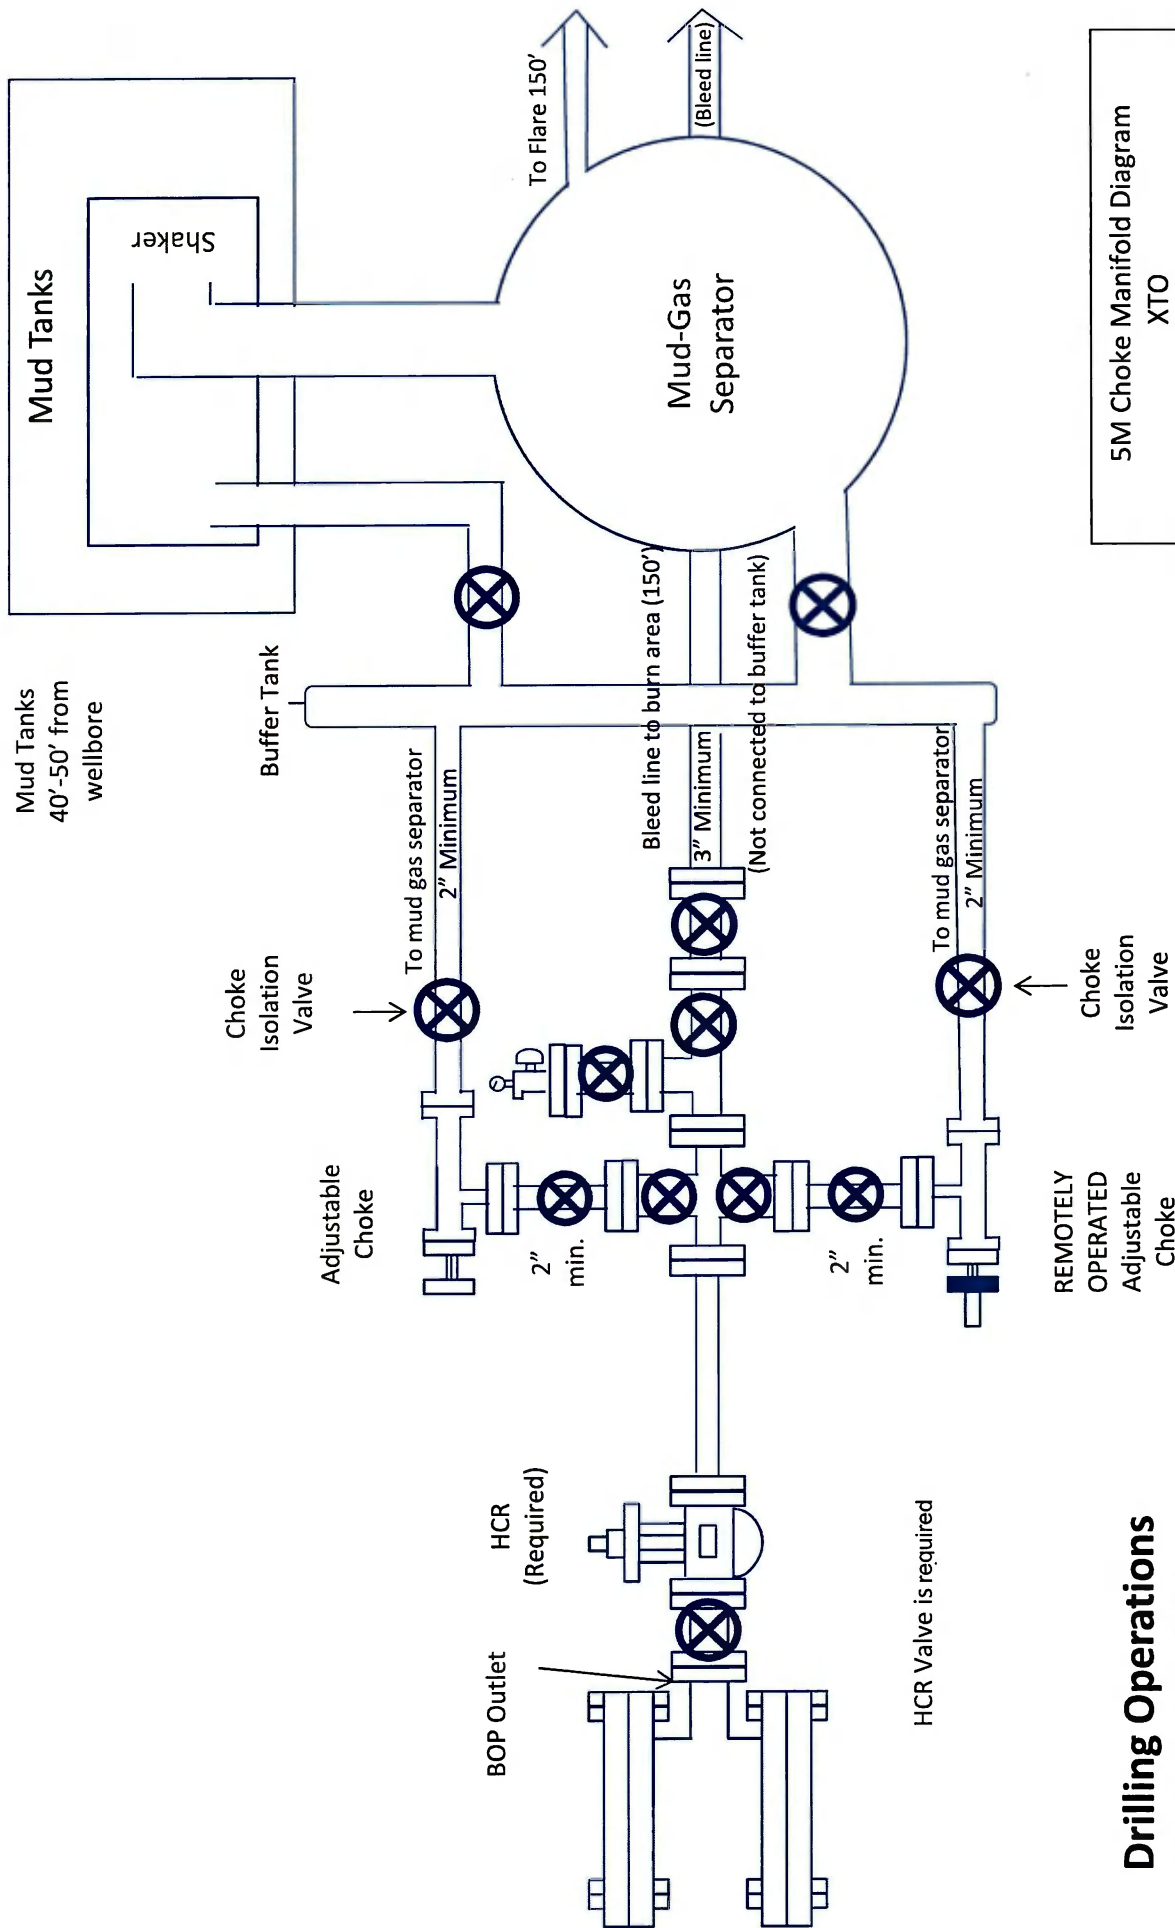 Mud Tanks
40'-50' from
wellbore
Mud Tanks
Shaker
Buffer Tank
To Flare 150'
(Bleed line)
Mud-Gas
Separator
Choke
Isolation
Valve
To mud gas separator
2" Minimum
Adjustable
Choke
Bleed line to burn area (150')
3" Minimum
(Not connected to buffer tank)
2"
min.
2"
min.
HCR
(Required)
BOP Outlet
To mud gas separator
2" Minimum
Choke
Isolation
Valve
REMOTELY
OPERATED
Adjustable
Choke
HCR Valve is required
Drilling Operations
5M Choke Manifold Diagram
XTO